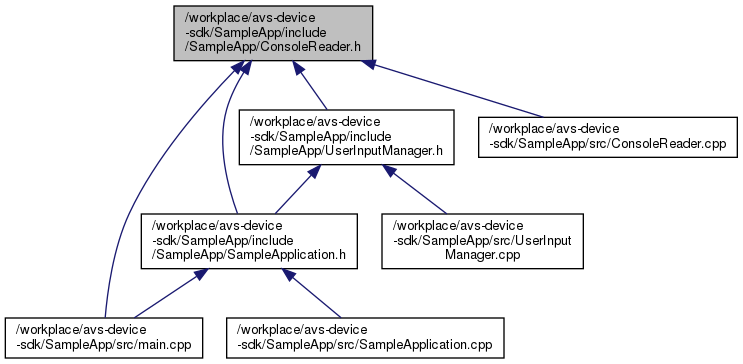 /workplace/avs-device
-sdk/SampleApp/include
/SampleApp/ConsoleReader.h
/workplace/avs-device
-sdk/SampleApp/include
/SampleApp/UserInputManager.h
/workplace/avs-device
-sdk/SampleApp/src/ConsoleReader.cpp
/workplace/avs-device
-sdk/SampleApp/include
/SampleApp/SampleApplication.h
/workplace/avs-device
-sdk/SampleApp/src/UserInput
Manager.cpp
/workplace/avs-device
-sdk/SampleApp/src/main.cpp
/workplace/avs-device
-sdk/SampleApp/src/SampleApplication.cpp